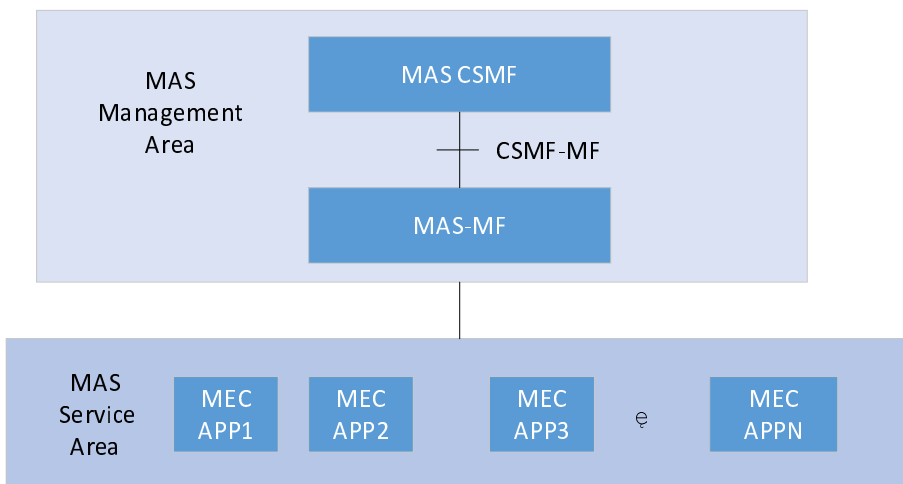 MAS
Management
Area
MAS CSMF
CSMF-MF
MAS-MF
MAS
Service
Area
MEC
APP1
MEC
APP2
MEC
APP3
ę
MEC
APPN